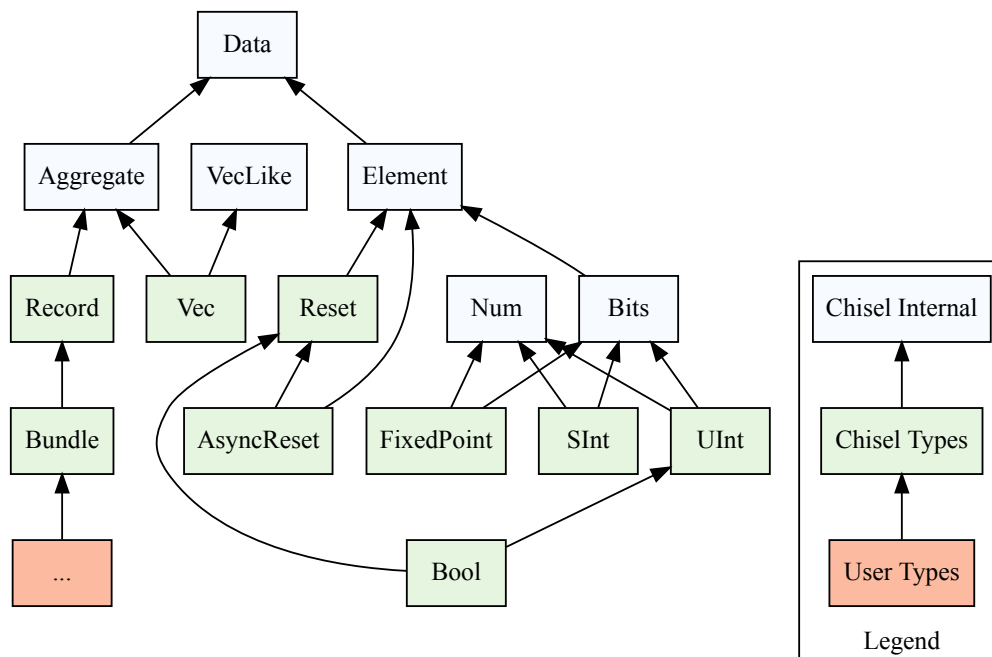 Data
Aggregate
VecLike
Element
Record
Vec
Reset
Num
Bits
Chisel Internal
Bundle
AsyncReset
FixedPoint
SInt
UInt
Chisel Types
...
Bool
User Types
Legend